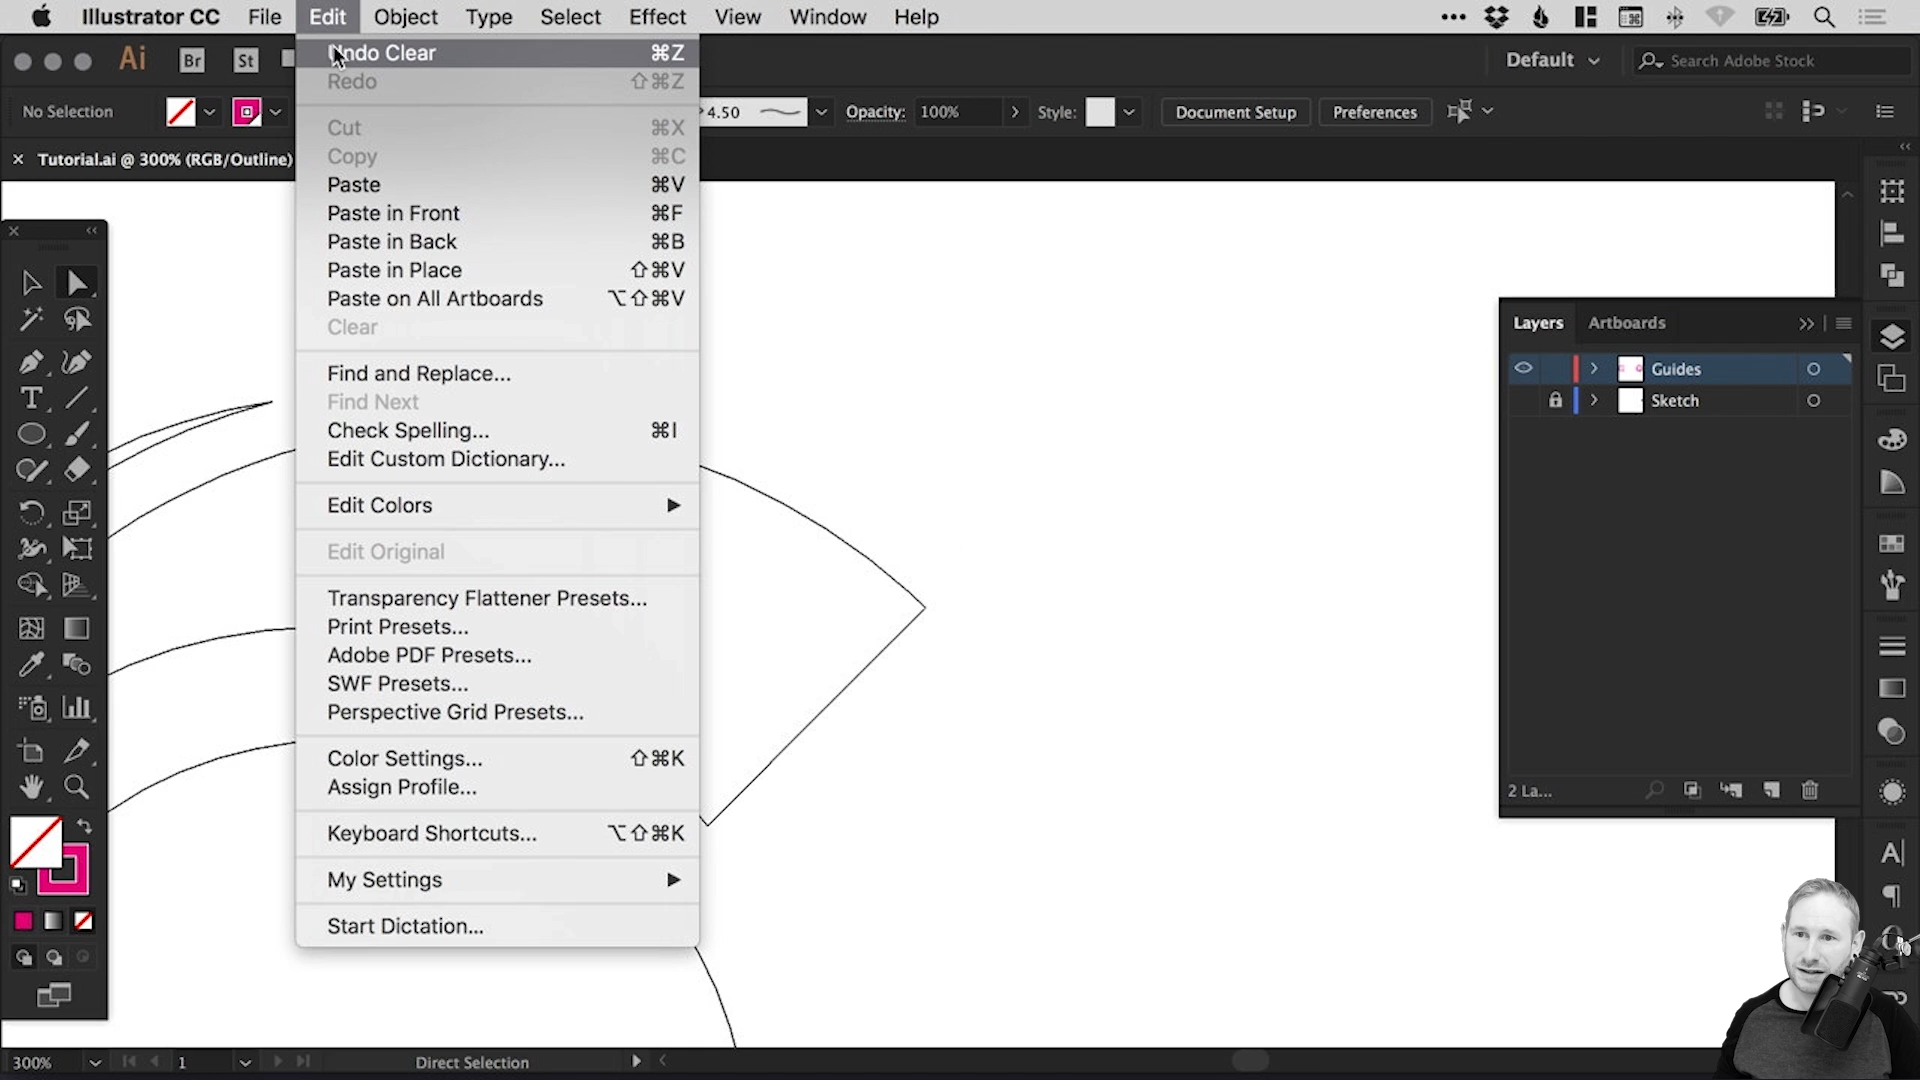 Illustrator CC File Edit Object Type Select Effect View Window Help
Ai Br St Default Search Adobe Stock
No Selection 4.50 Opacity: 100% Style: Document Setup Preferences
× Tutorial.ai @ 300% (RGB/Outline)
Undo Clear ⌘Z
Redo ⇧⌘Z
Cut ⌘X
Copy ⌘C
Paste ⌘V
Paste in Front ⌘F
Paste in Back ⌘B
Paste in Place ⇧⌘V
Paste on All Artboards ⌥⇧⌘V
Clear
Find and Replace...
Find Next
Check Spelling... ⌘I
Edit Custom Dictionary...
Edit Colors
Edit Original
Transparency Flattener Presets...
Print Presets...
Adobe PDF Presets...
SWF Presets...
Perspective Grid Presets...
Color Settings... ⇧⌘K
Assign Profile...
Keyboard Shortcuts... ⌥⇧⌘K
My Settings
Start Dictation...
Layers Artboards
Guides
Sketch
2 La...
300% 1 Direct Selection